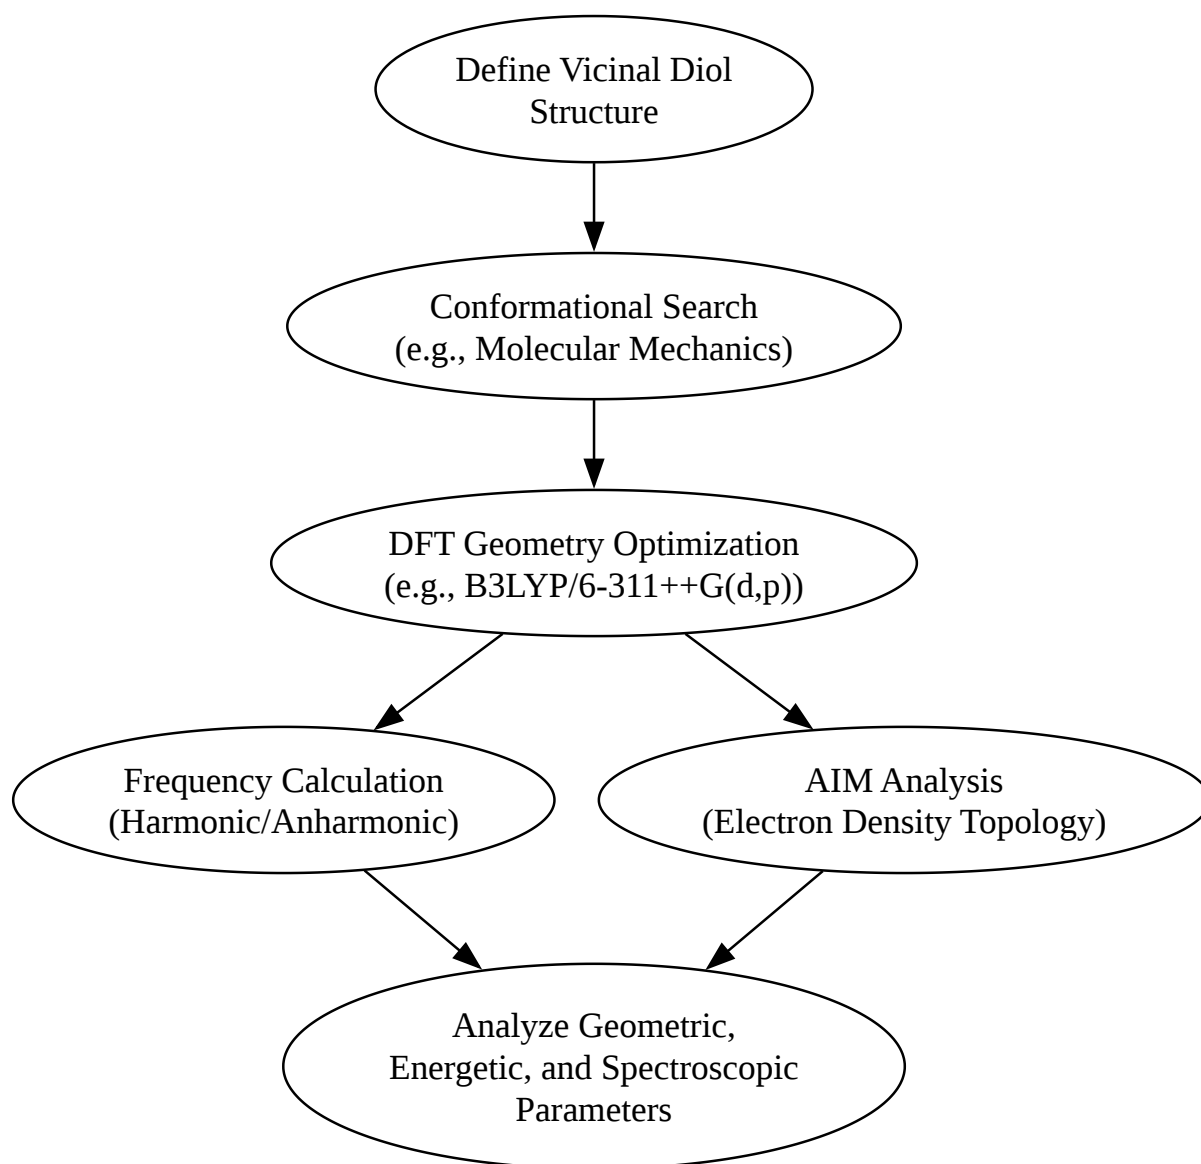 Define Vicinal Diol
Structure
Conformational Search
(e.g., Molecular Mechanics)
DFT Geometry Optimization
(e.g., B3LYP/6-311++G(d,p))
Frequency Calculation
(Harmonic/Anharmonic)
AIM Analysis
(Electron Density Topology)
Analyze Geometric,
Energetic, and Spectroscopic
Parameters